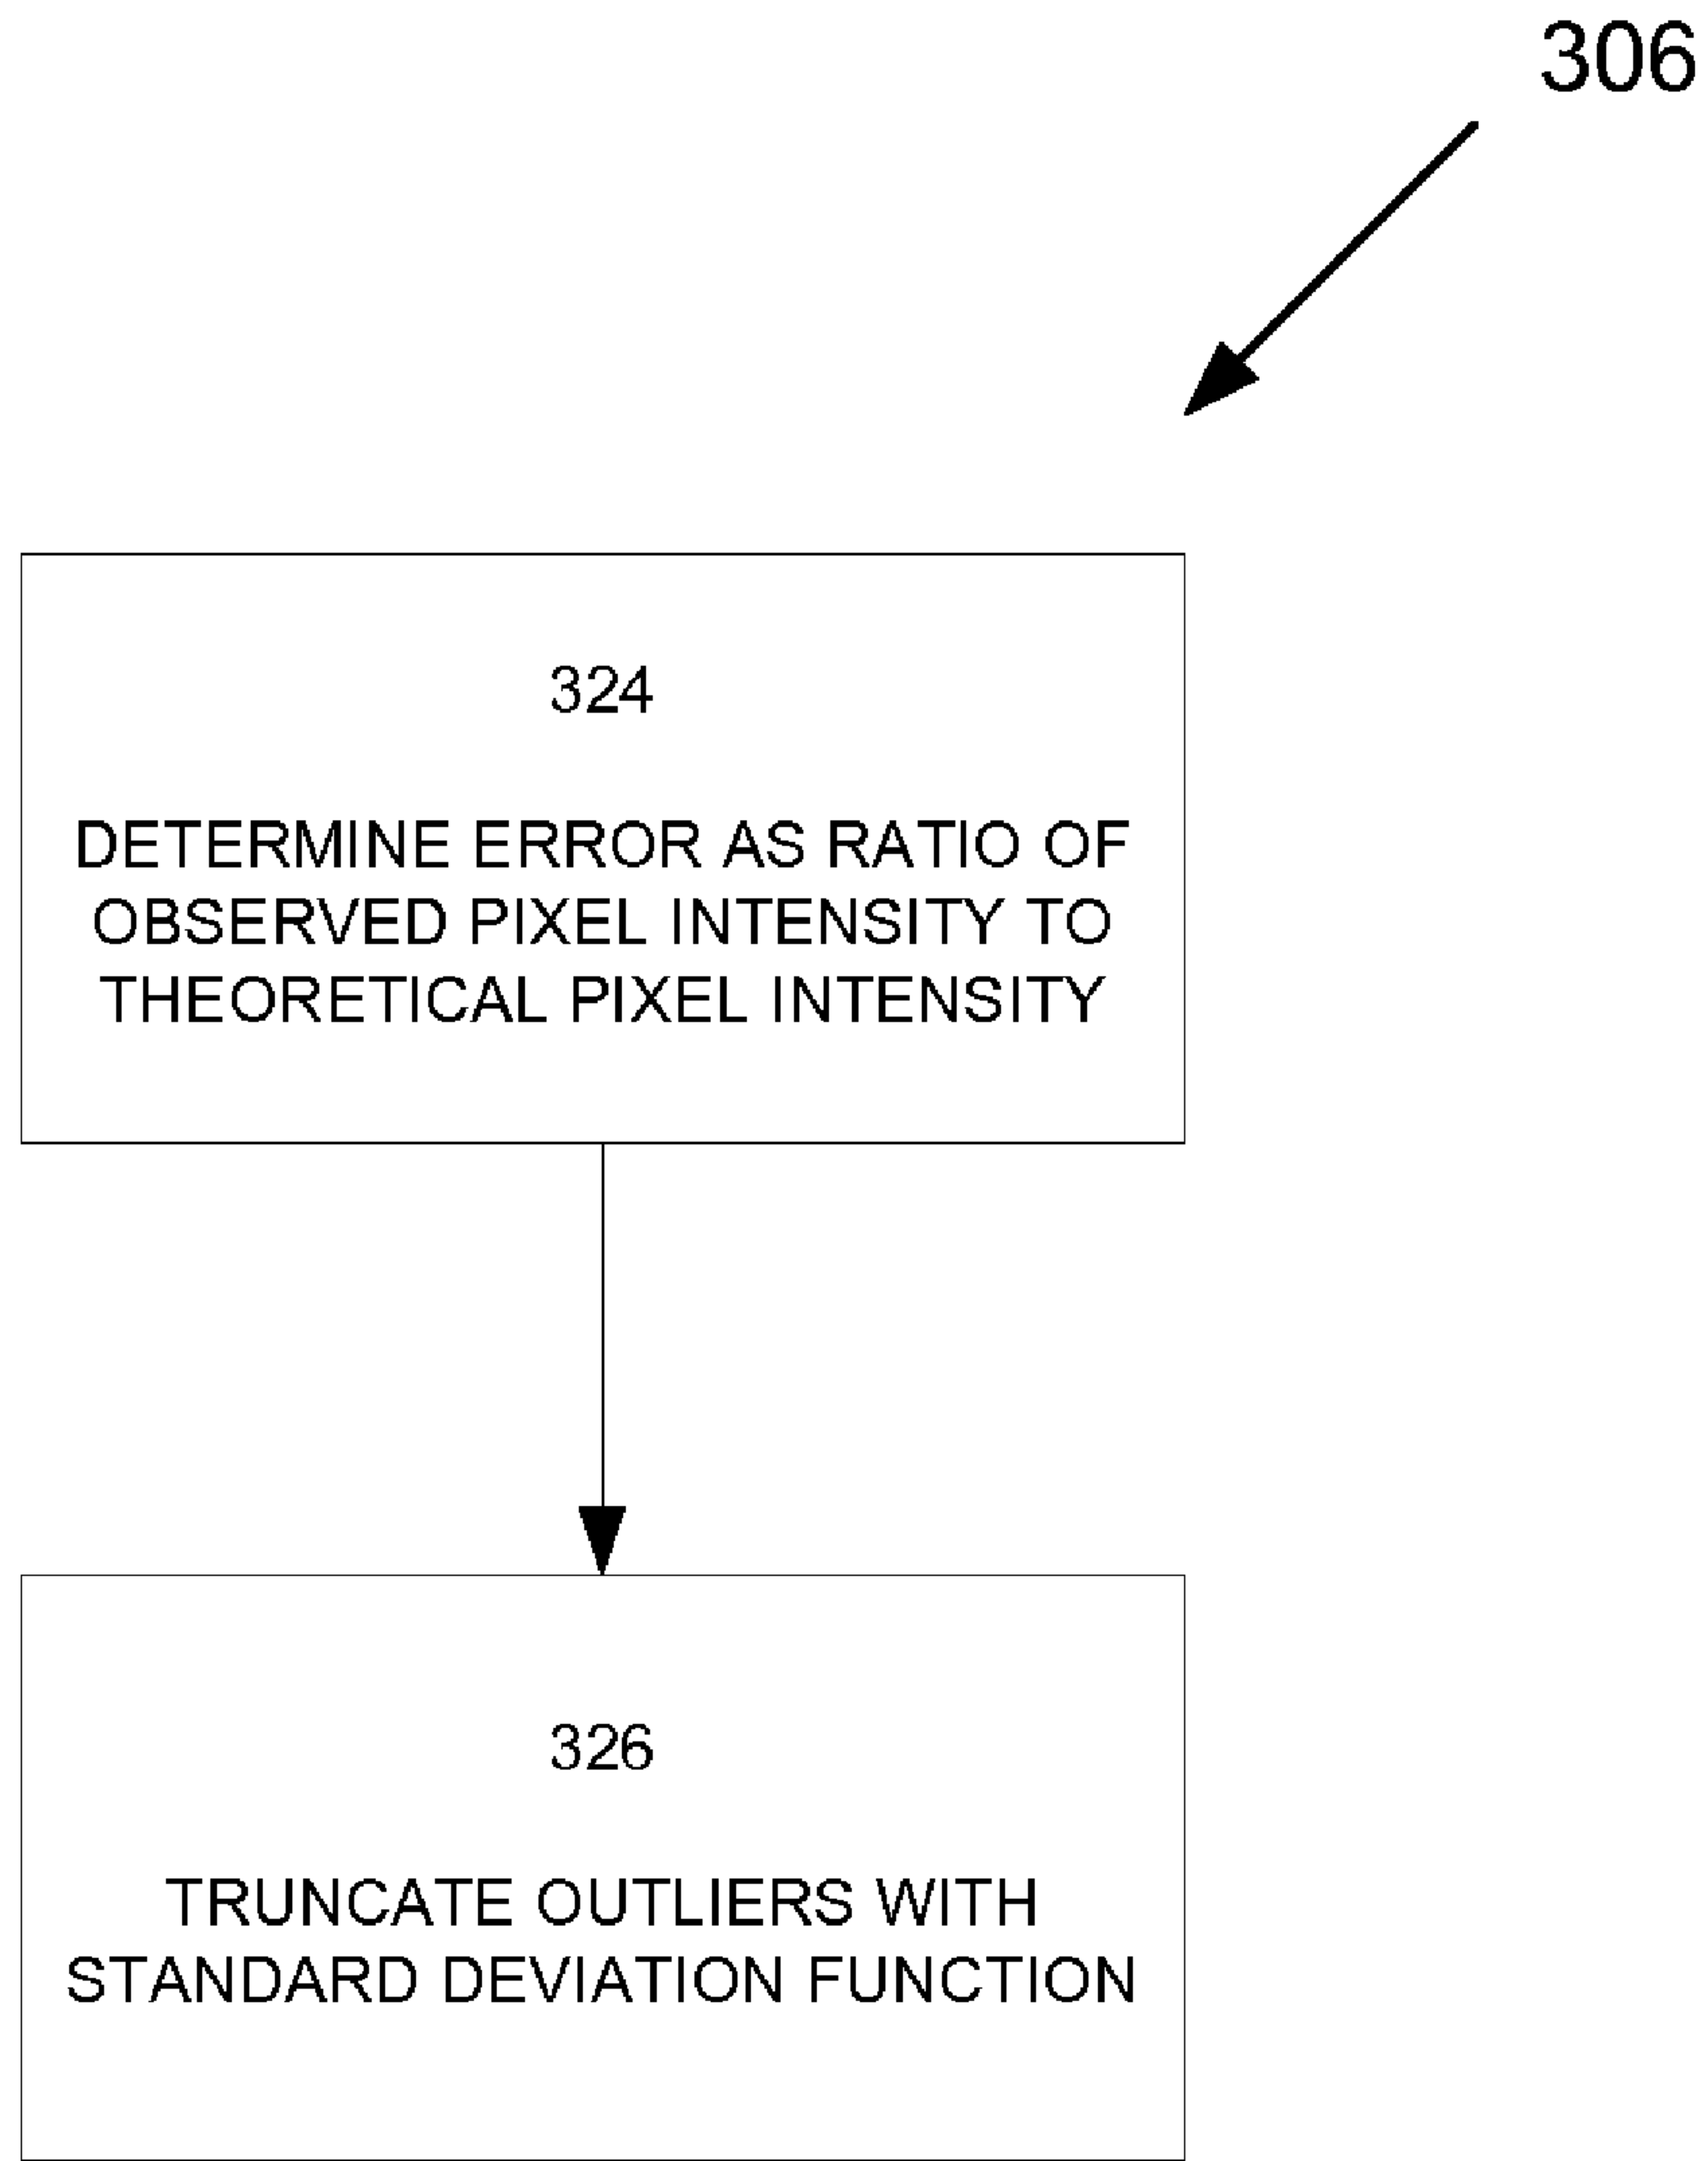 306
324
DETERMINE ERROR AS RATIO OF
OBSERVED PIXEL INTENSITY TO
THEORETICAL PIXEL INTENSITY
326
TRUNCATE OUTLIERS WITH
STANDARD DEVIATION FUNCTION